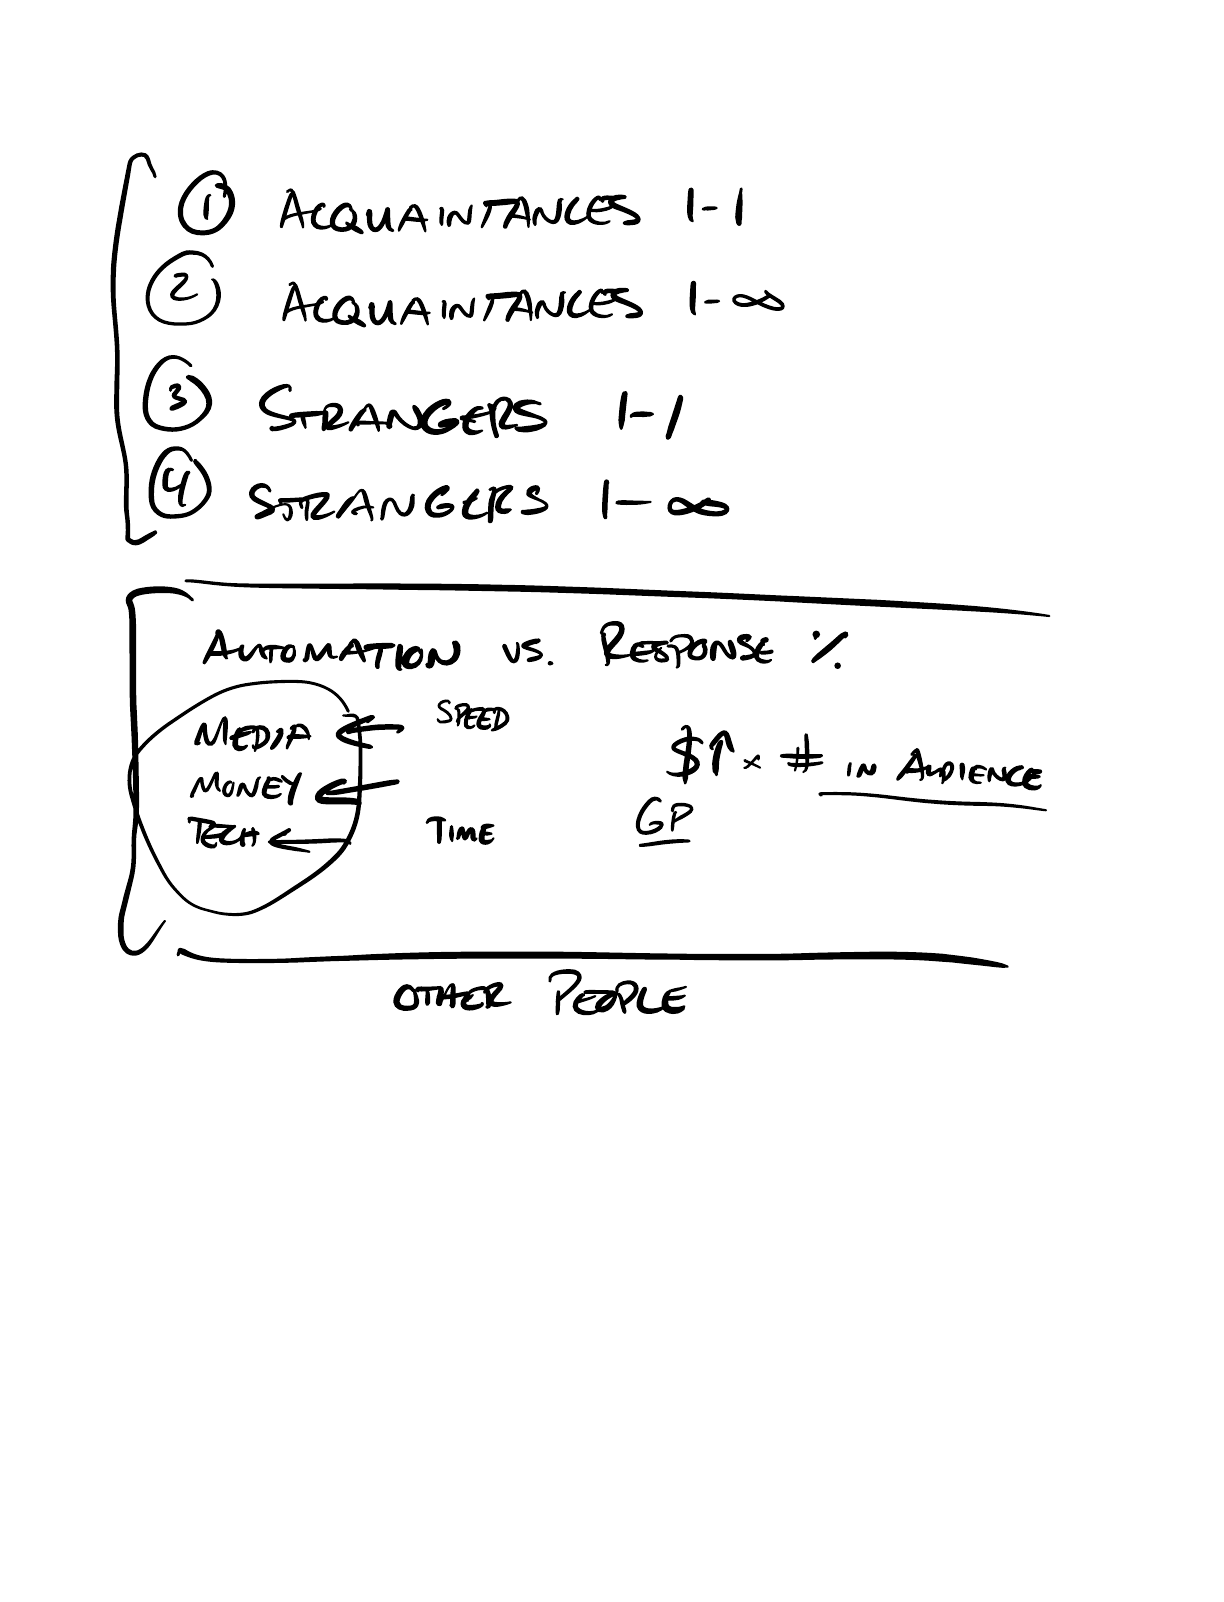 ① ACQUAINTANCES 1-1
② ACQUAINTANCES 1-∞
③ STRANGERS 1-1
④ STRANGERS 1-∞
AUTOMATION VS. RESPONSE %
SPEED
MEDIA ←
$↑ × # IN AUDIENCE
MONEY ←
GP
TECH ← TIME
OTHER PEOPLE